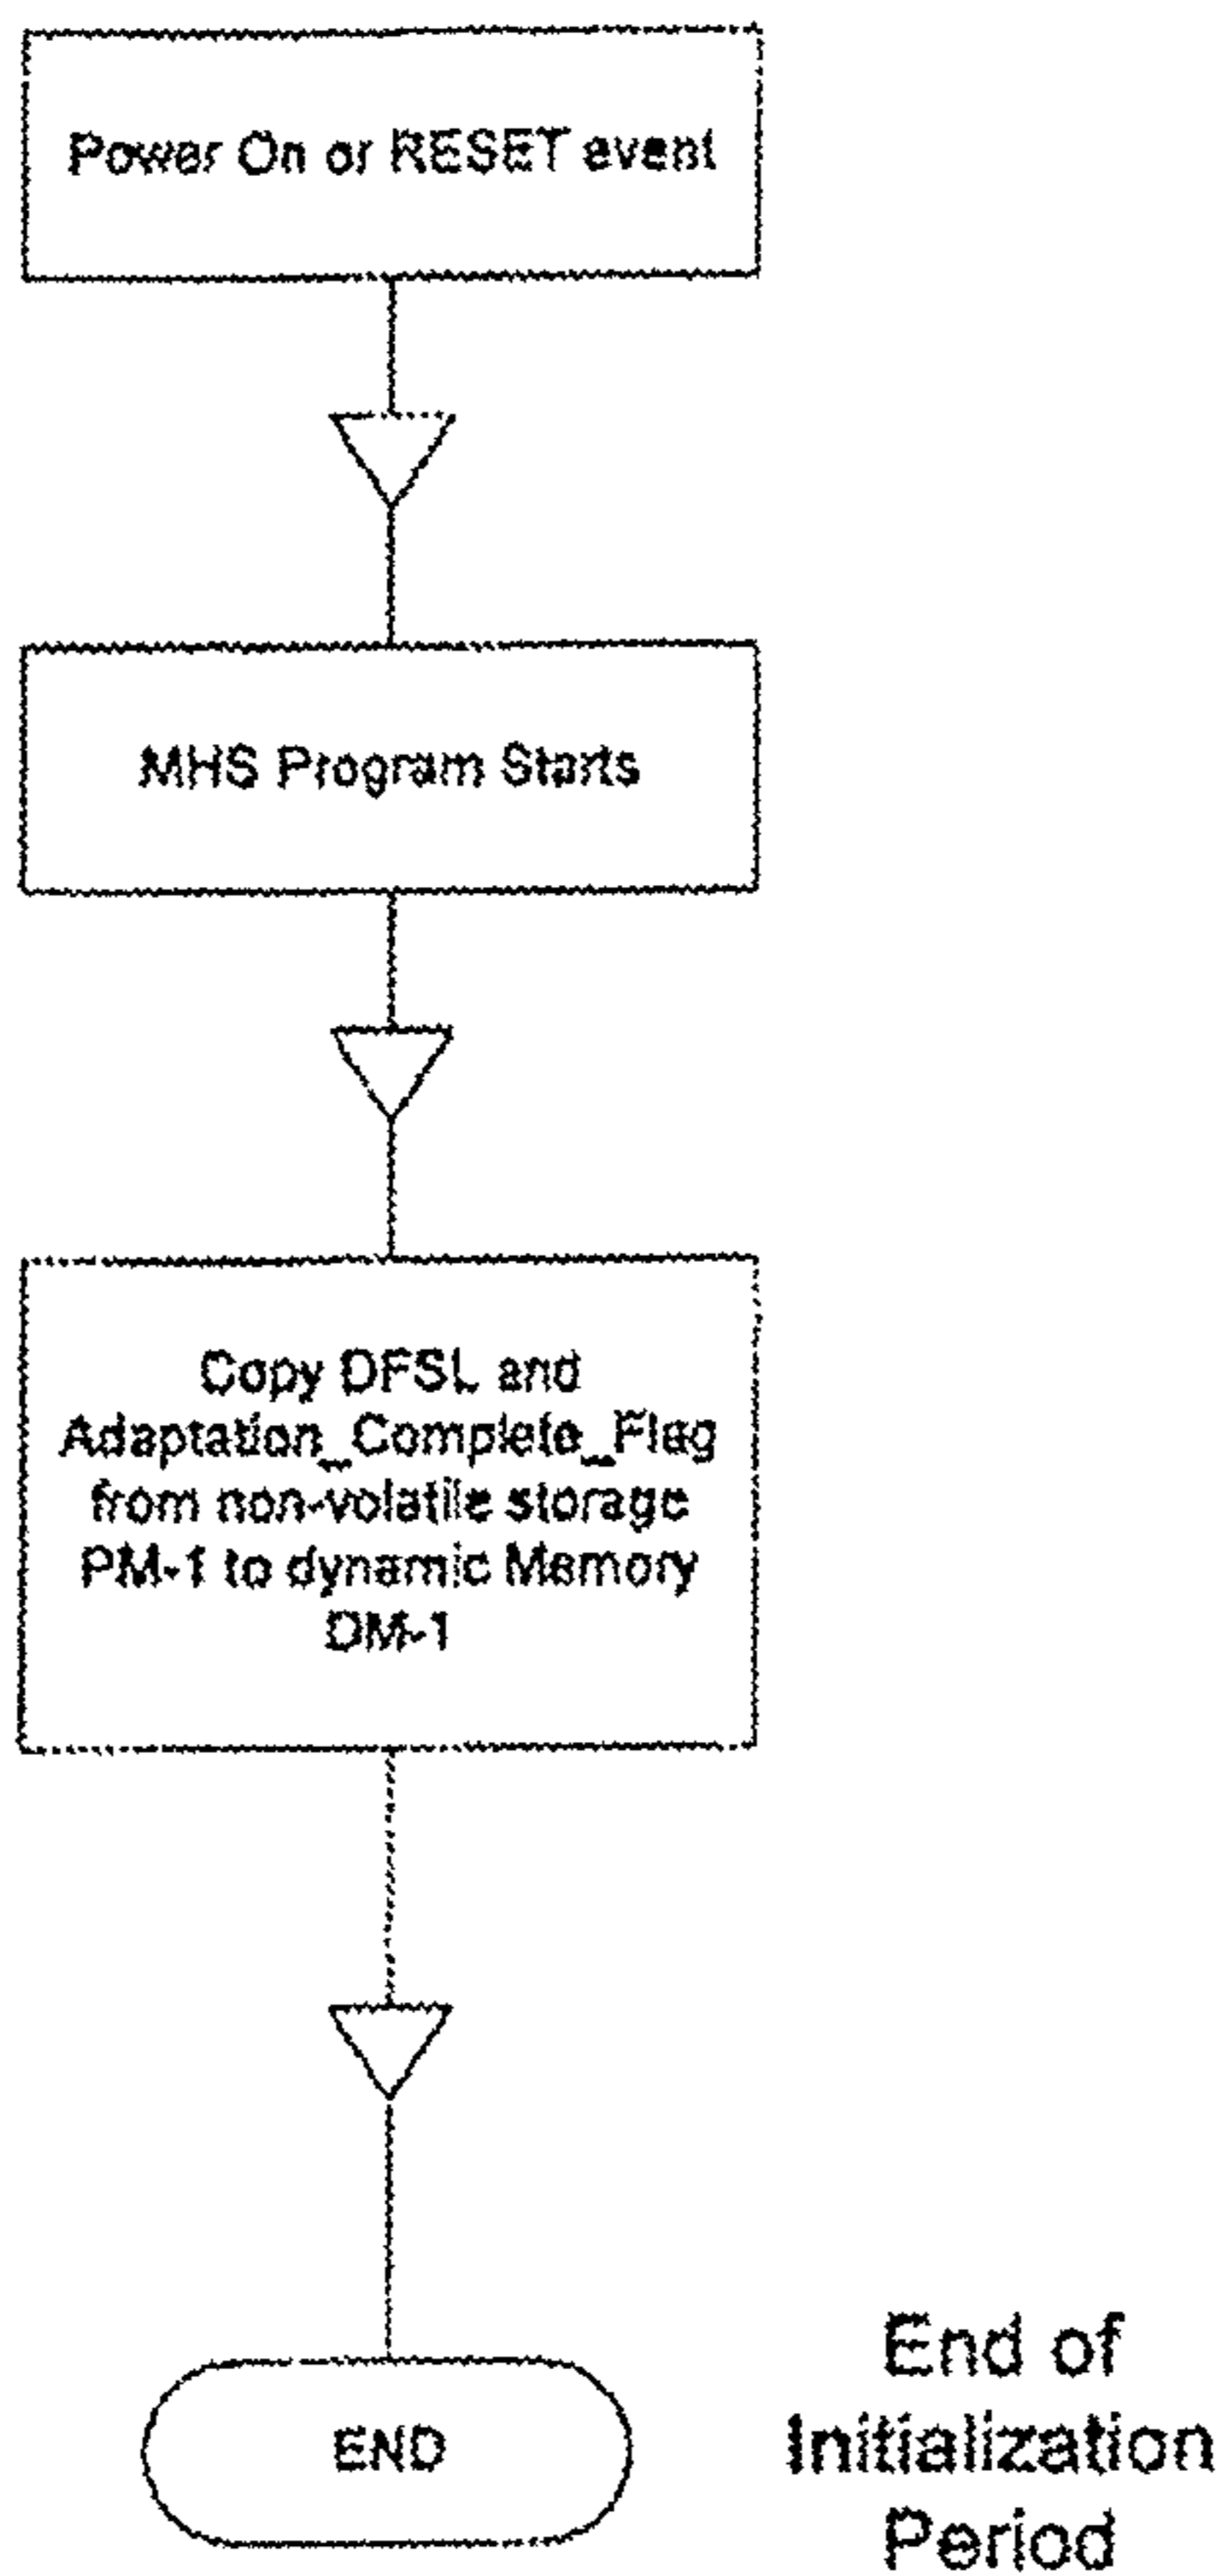 Power On or RESET event
MHS Program Starts
Copy DFSL and
Adaptation_Complete_Flag
from non-volatile storage
PM-1 to dynamic Memory
DM-1
END
End of
Initialization
Period